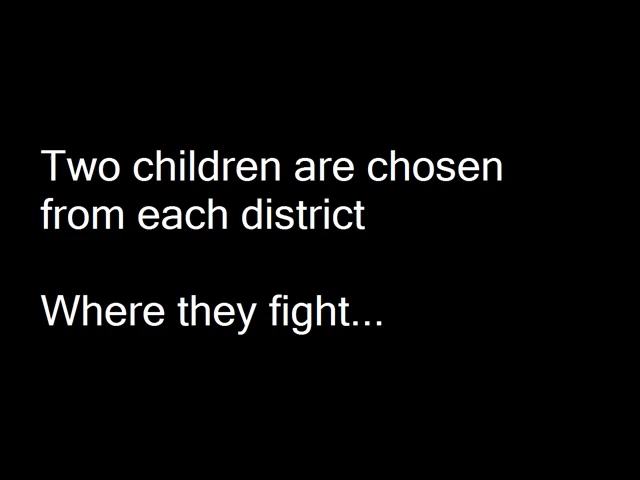 Two children are chosen
from each district
Where they fight...